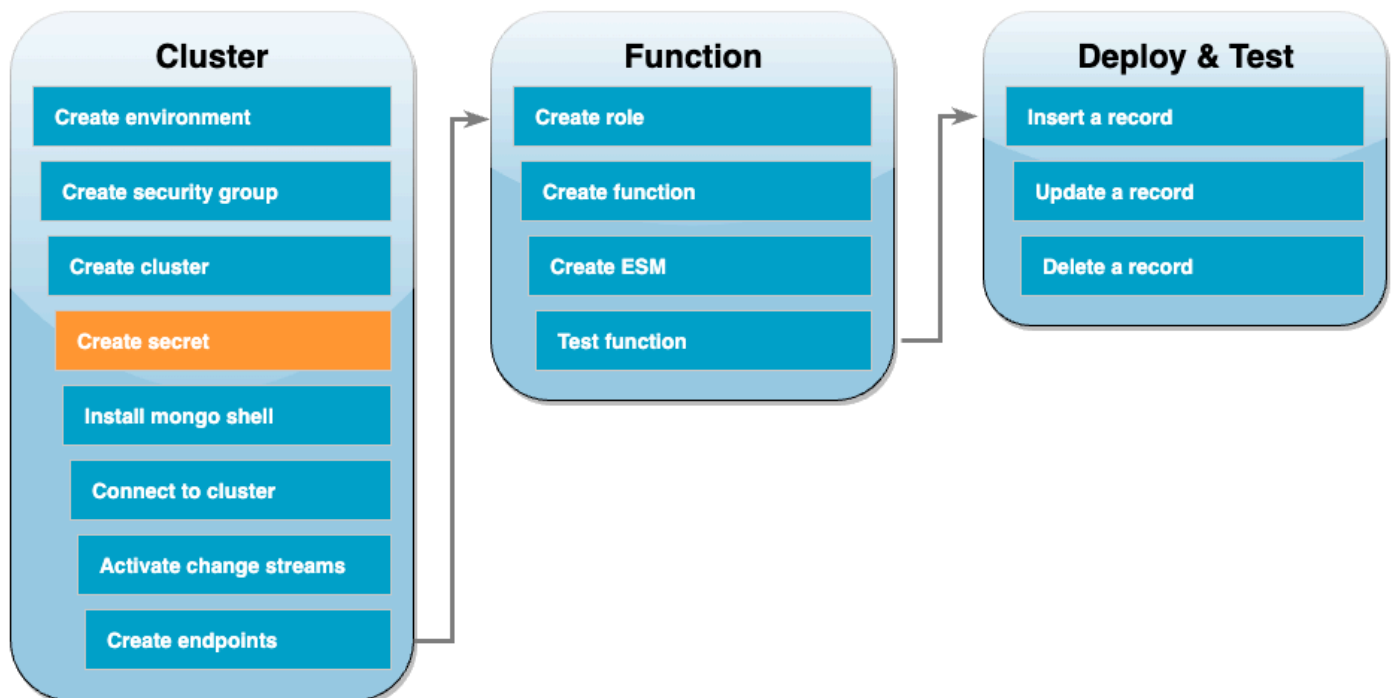 Cluster
Create environment
Create security group
Create cluster
Create secret
Install mongo shell
Connect to cluster
Activate change streams
Create endpoints
Function
Create role
Create function
Create ESM
Test function
Deploy & Test
Insert a record
Update a record
Delete a record